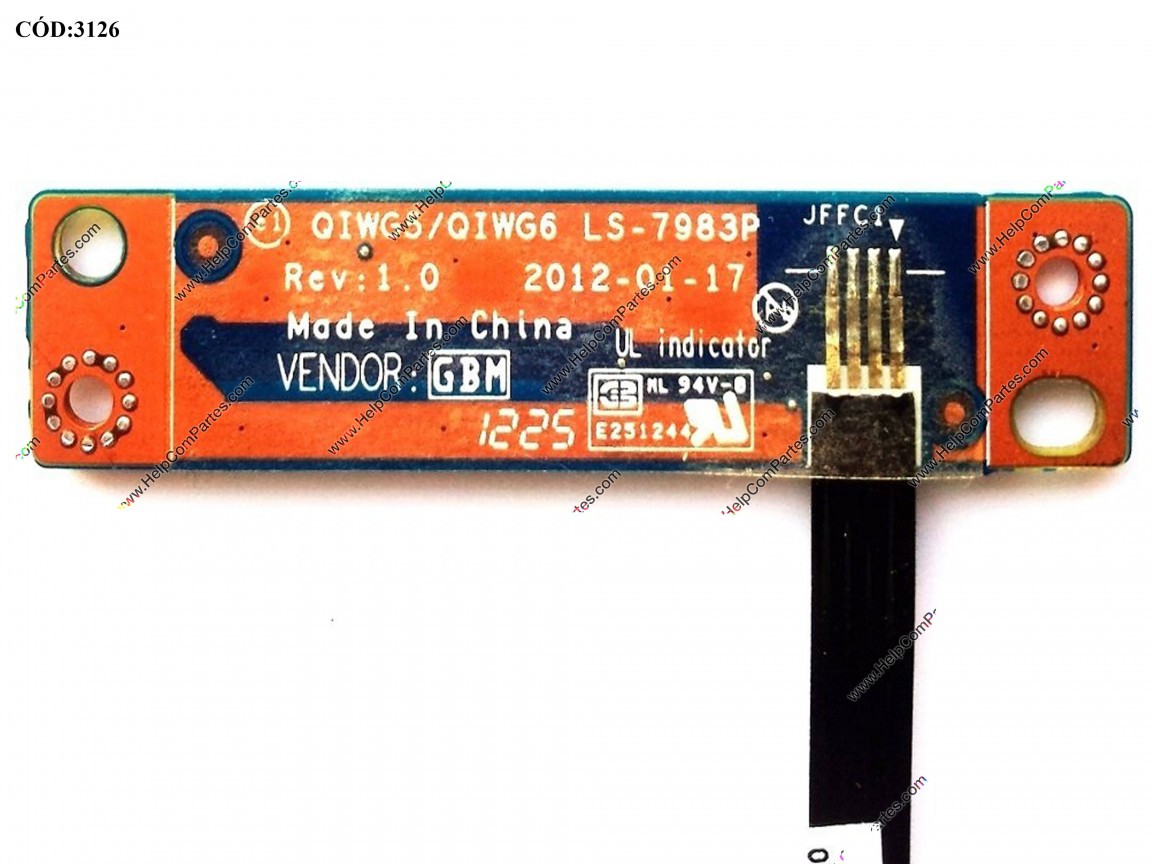 CÓD:3126
QIWG5/QIWG6 LS-7983P
JFFC1
Rev:1.0 2012-01-17
Made In China
UL indicator
VENDOR: GBM
ML 94V-0
E251244
1225
www.HelpComPartes.com